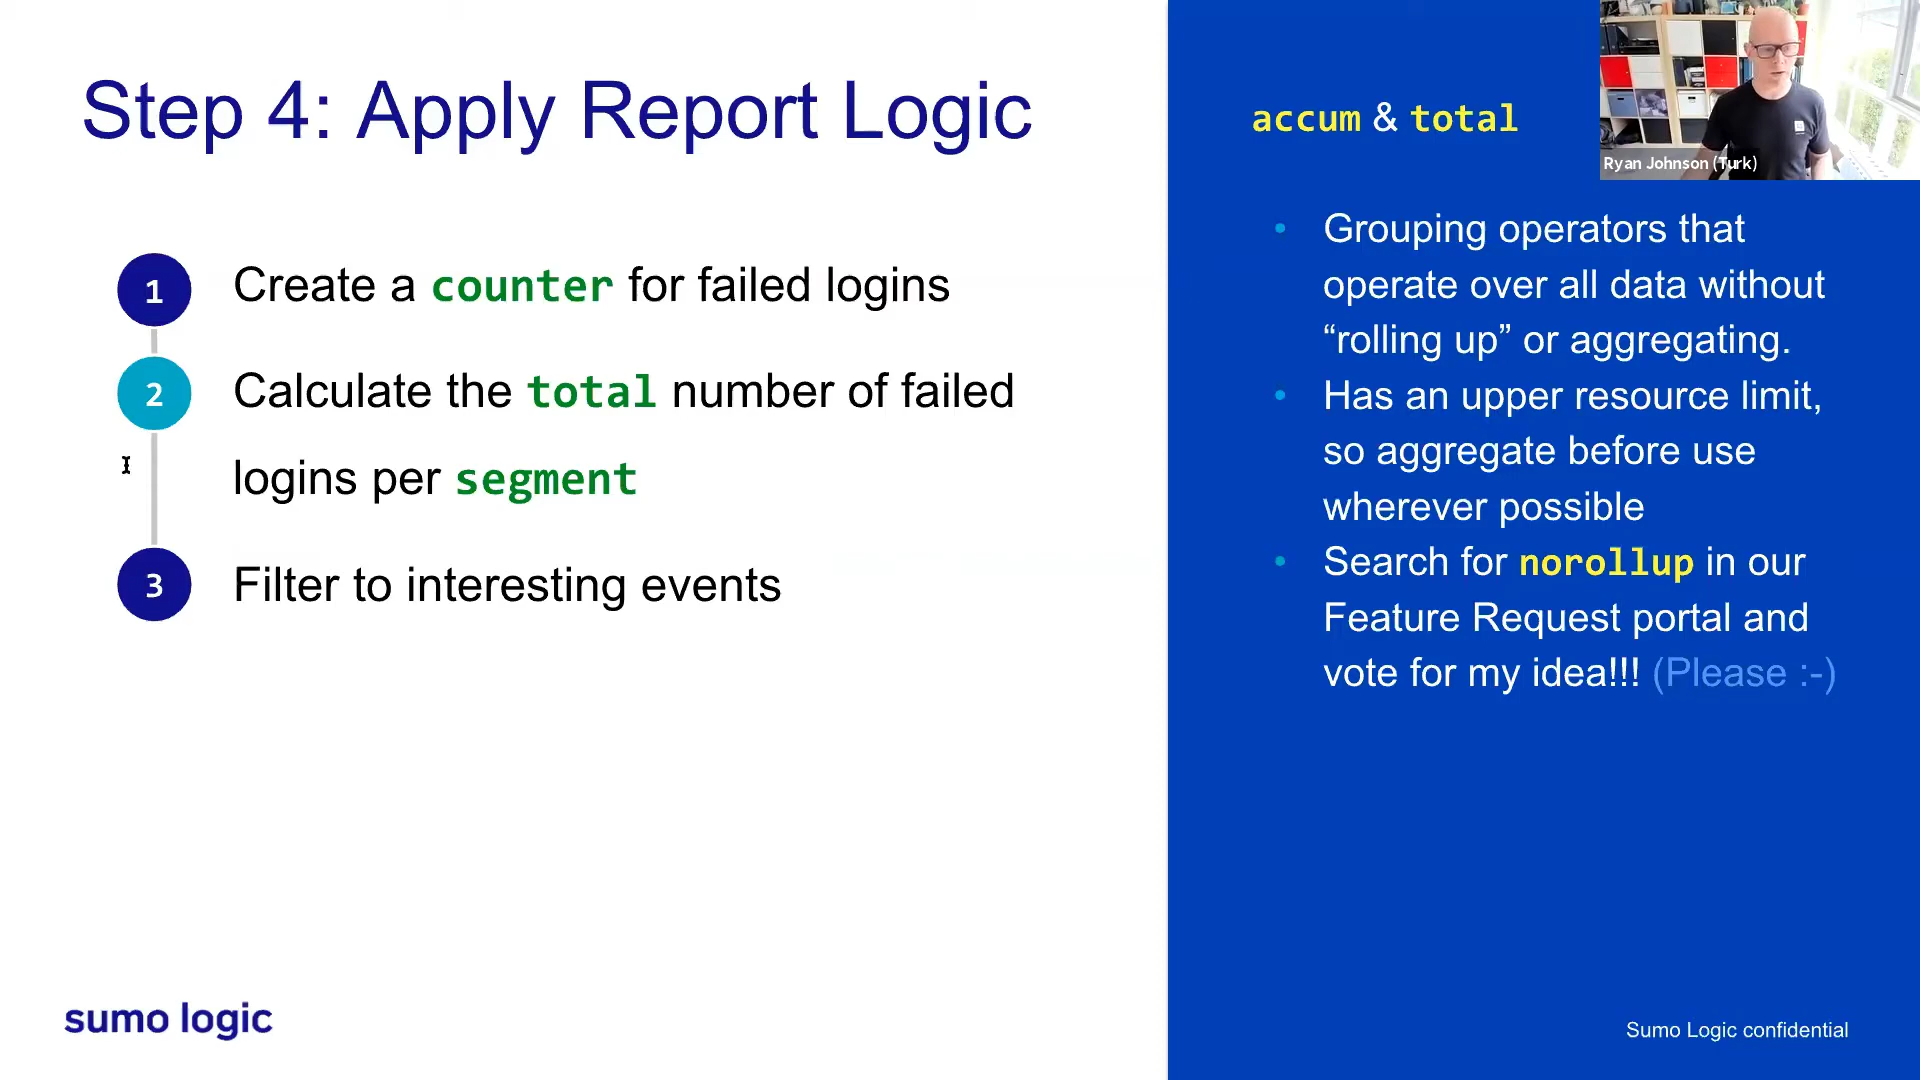 Step 4: Apply Report Logic
1
Create a counter for failed logins
2
Calculate the total number of failed
logins per segment
3
Filter to interesting events
sumo logic
accum & total
Ryan Johnson (Turk)
• Grouping operators that
operate over all data without
“rolling up” or aggregating.
• Has an upper resource limit,
so aggregate before use
wherever possible
• Search for norollup in our
Feature Request portal and
vote for my idea!!! (Please :-)
Sumo Logic confidential